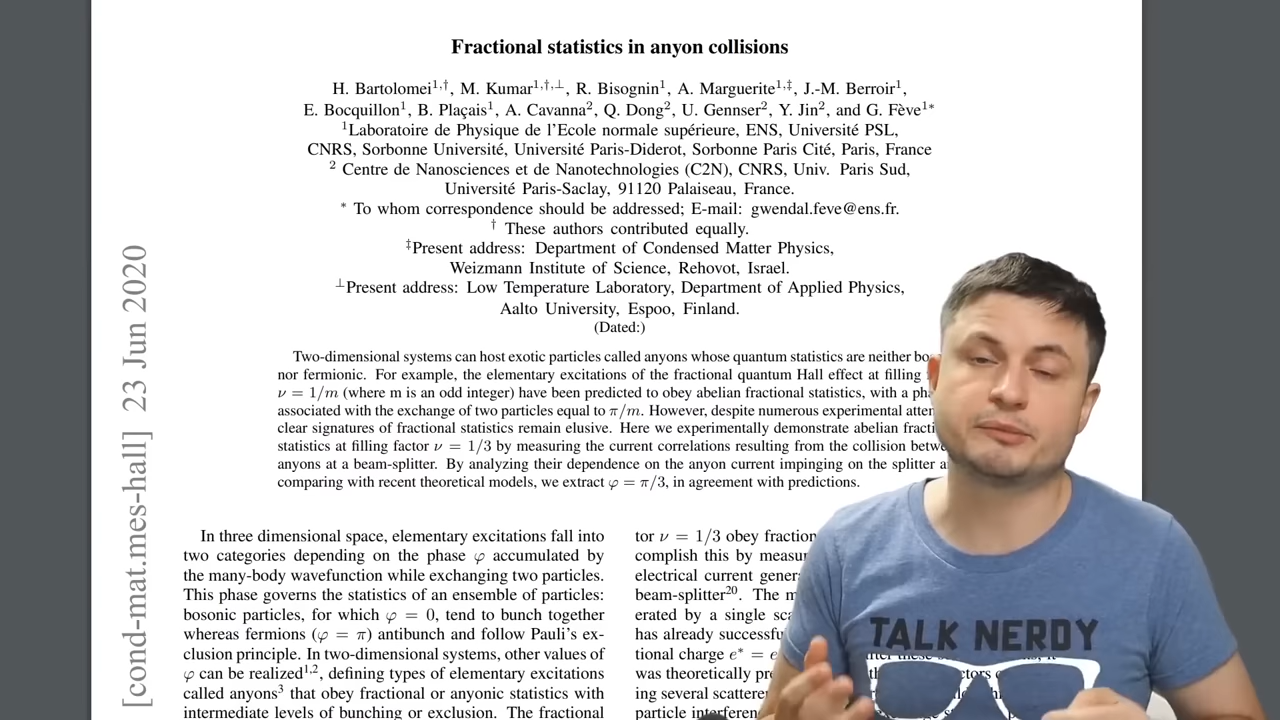 Fractional statistics in anyon collisions
H. Bartolomei1,†, M. Kumar1,†,⊥, R. Bisognin1, A. Marguerite1,‡, J.-M. Berroir1,
E. Bocquillon1, B. Plaçais1, A. Cavanna2, Q. Dong2, U. Gennser2, Y. Jin2, and G. Fève1∗
1Laboratoire de Physique de l'Ecole normale supérieure, ENS, Université PSL,
CNRS, Sorbonne Université, Université Paris-Diderot, Sorbonne Paris Cité, Paris, France
2 Centre de Nanosciences et de Nanotechnologies (C2N), CNRS, Univ. Paris Sud,
Université Paris-Saclay, 91120 Palaiseau, France.
∗ To whom correspondence should be addressed; E-mail: gwendal.feve@ens.fr.
† These authors contributed equally.
‡Present address: Department of Condensed Matter Physics,
Weizmann Institute of Science, Rehovot, Israel.
⊥Present address: Low Temperature Laboratory, Department of Applied Physics,
Aalto University, Espoo, Finland.
(Dated:)
Two-dimensional systems can host exotic particles called anyons whose quantum statistics are neither
nor fermionic. For example, the elementary excitations of the fractional quantum Hall effect at filling
ν = 1/m (where m is an odd integer) have been predicted to obey abelian fractional statistics, with a
associated with the exchange of two particles equal to π/m. However, despite numerous experimental
clear signatures of fractional statistics remain elusive. Here we experimentally demonstrate abelian
statistics at filling factor ν = 1/3 by measuring the current correlations resulting from the collision
anyons at a beam-splitter. By analyzing their dependence on the anyon current impinging on the splitter
comparing with recent theoretical models, we extract φ = π/3, in agreement with predictions.
In three dimensional space, elementary excitations fall into
two categories depending on the phase φ accumulated by
the many-body wavefunction while exchanging two particles.
This phase governs the statistics of an ensemble of particles:
bosonic particles, for which φ = 0, tend to bunch together
whereas fermions (φ = π) antibunch and follow Pauli's ex-
clusion principle. In two-dimensional systems, other values of
φ can be realized1,2, defining types of elementary excitations
called anyons3 that obey fractional or anyonic statistics with
intermediate levels of bunching or exclusion. The fractional
tor ν = 1/3 obey
complish this by
electrical current
beam-splitter20. The
erated by a single
has already
tional charge e∗ =
was theoretically
ing several
particle
[cond-mat.mes-hall] 23 Jun 2020
TALK NERDY